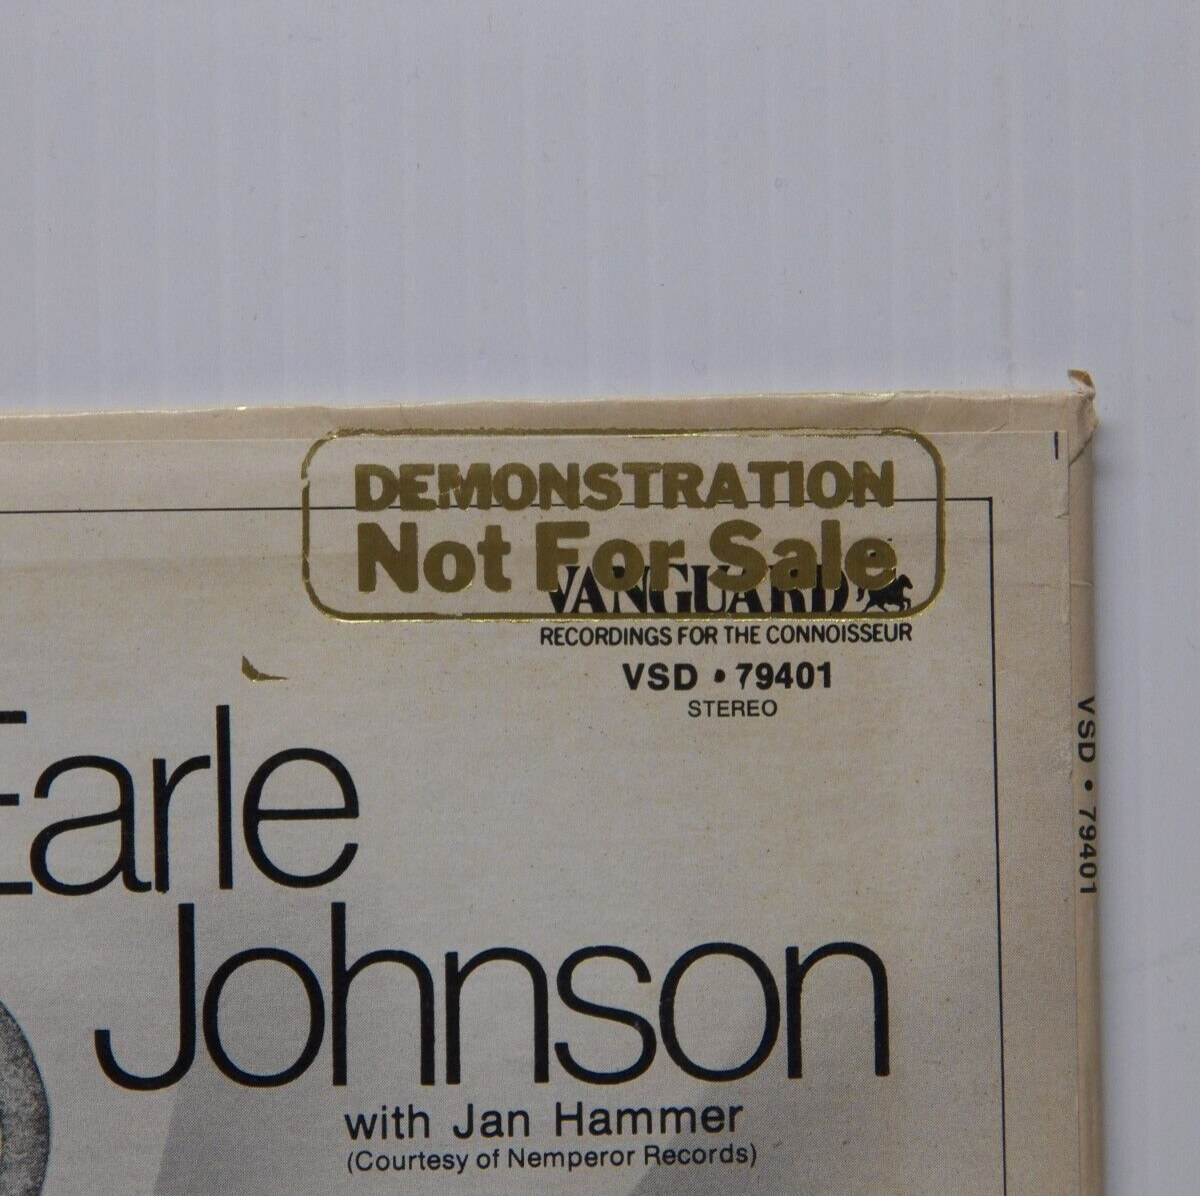 DEMONSTRATION
Not For Sale
VANGUARD
RECORDINGS FOR THE CONNOISSEUR
VSD • 79401
STEREO
VSD • 79401
Earle
Johnson
with Jan Hammer
(Courtesy of Nemperor Records)